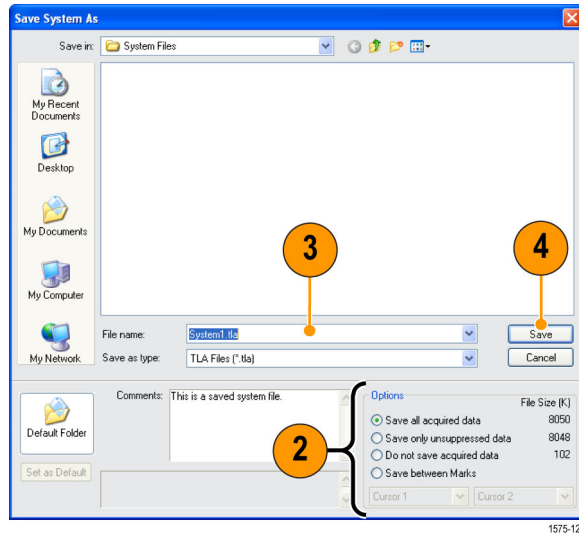 Save System As
Save in:
System Files
My Recent
Documents
Desktop
My Documents
My Computer
My Network
3
4
File name:
System1.tla
Save
Save as type:
TLA Files (*.tla)
Cancel
Default Folder
Set as Default
Comments:
This is a saved system file.
2
Options
File Size (K)
Save all acquired data 8050
Save only unsuppressed data 8048
Do not save acquired data 102
Save between Marks
Cursor 1
Cursor 2
1575-12